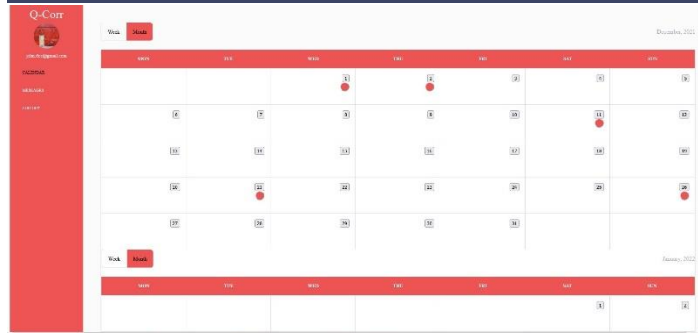 Q-Corr
CALENDAR
MESSAGES
LOGOUT
Week Month December, 2021
MON TUE WED THU FRI SAT SUN
1 2 3 4 5
6 7 8 9 10 11 12
13 14 15 16 17 18 19
20 21 22 23 24 25 26
27 28 29 30 31
Week Month January, 2022
MON TUE WED THU FRI SAT SUN
1 2